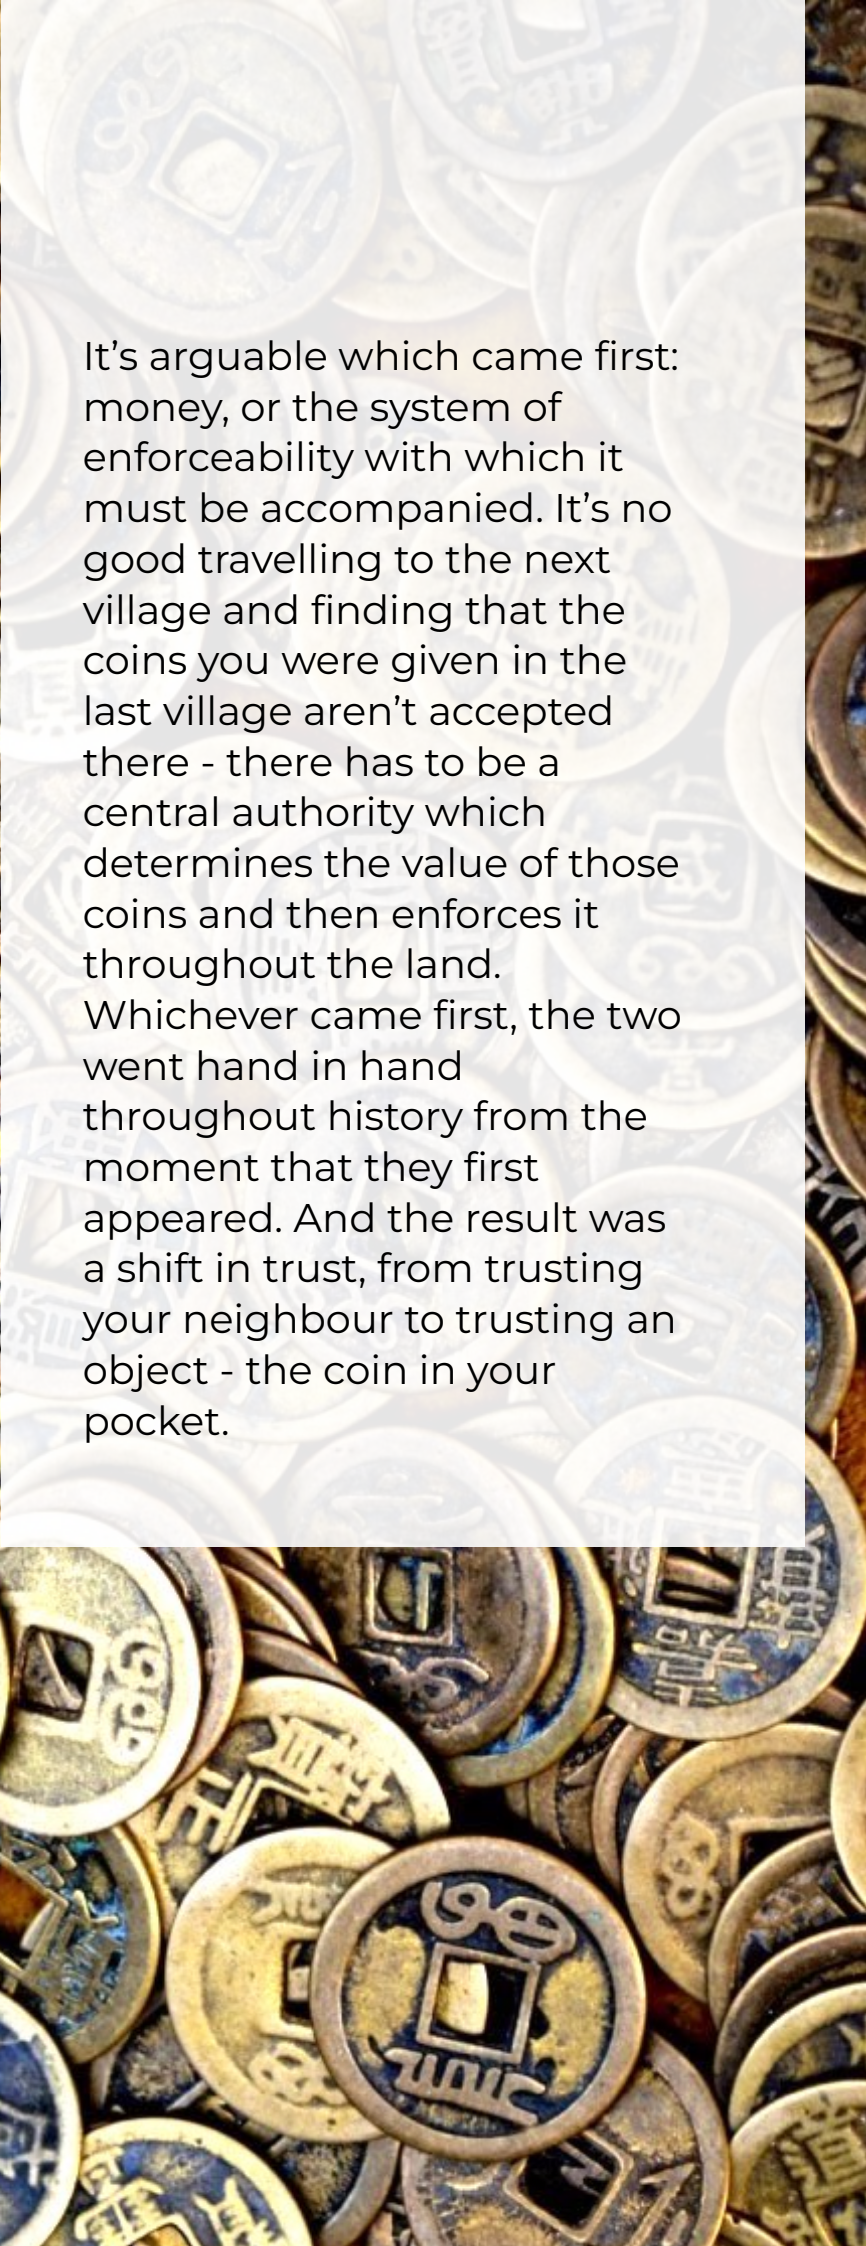 It’s arguable which came first:
money, or the system of
enforceability with which it
must be accompanied. It’s no
good travelling to the next
village and finding that the
coins you were given in the
last village aren’t accepted
there - there has to be a
central authority which
determines the value of those
coins and then enforces it
throughout the land.
Whichever came first, the two
went hand in hand
throughout history from the
moment that they first
appeared. And the result was
a shift in trust, from trusting
your neighbour to trusting an
object - the coin in your
pocket.